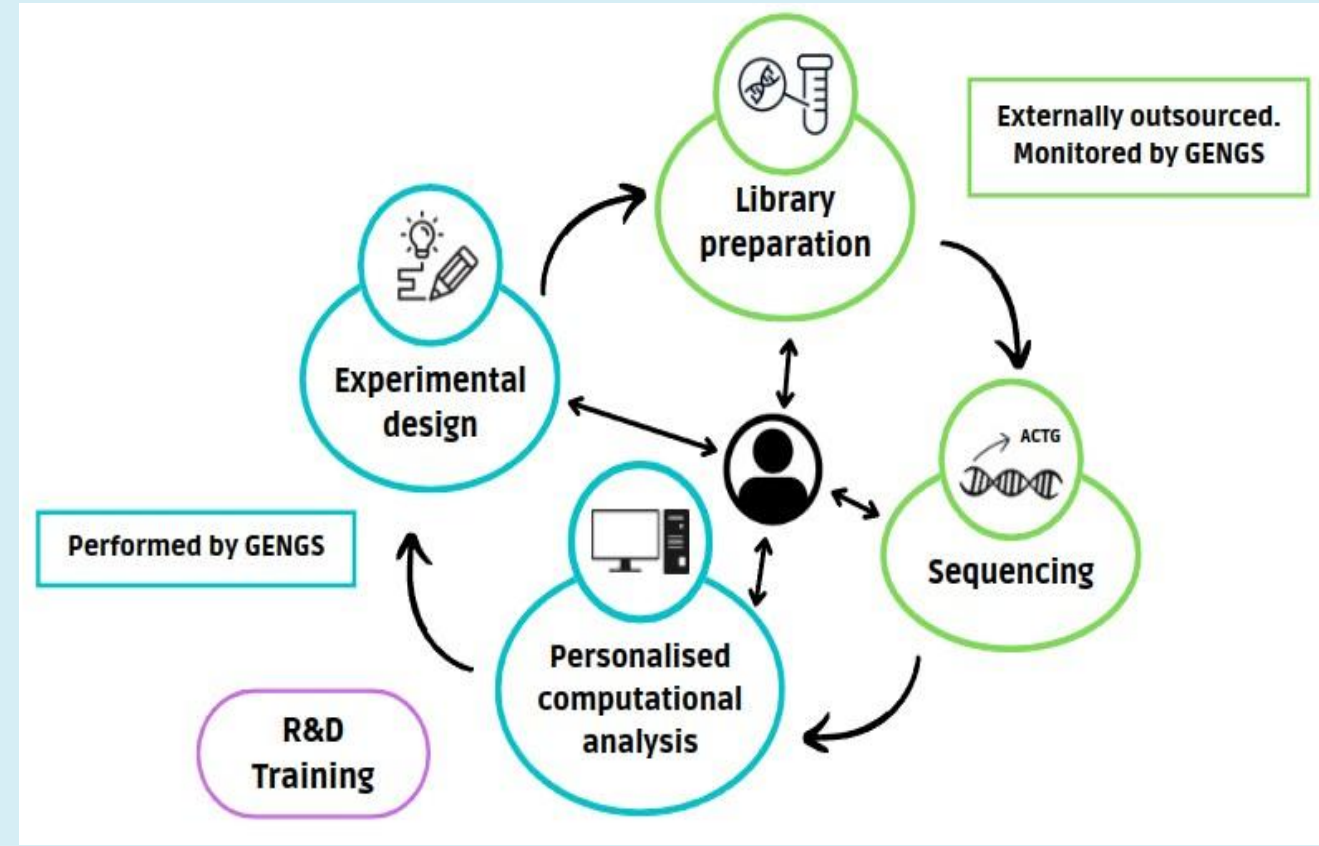 Externally outsourced.
Monitored by GENGS
Library
preparation
Experimental
design
ACTG
Sequencing
Performed by GENGS
Personalised
computational
analysis
R&D
Training